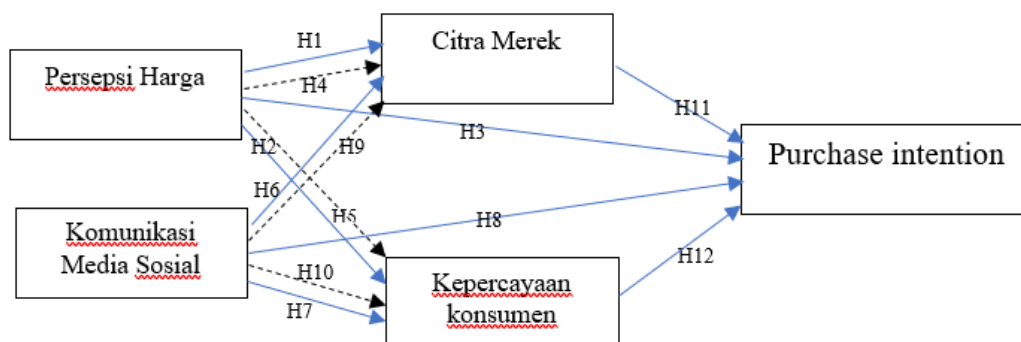 H1
Citra Merek
Persepsi Harga
H4
H11
H3
H2
H9
Purchase intention
H6
H5
H8
Komunikasi
Media Sosial
H12
H10
Kepercayaan
konsumen
H7